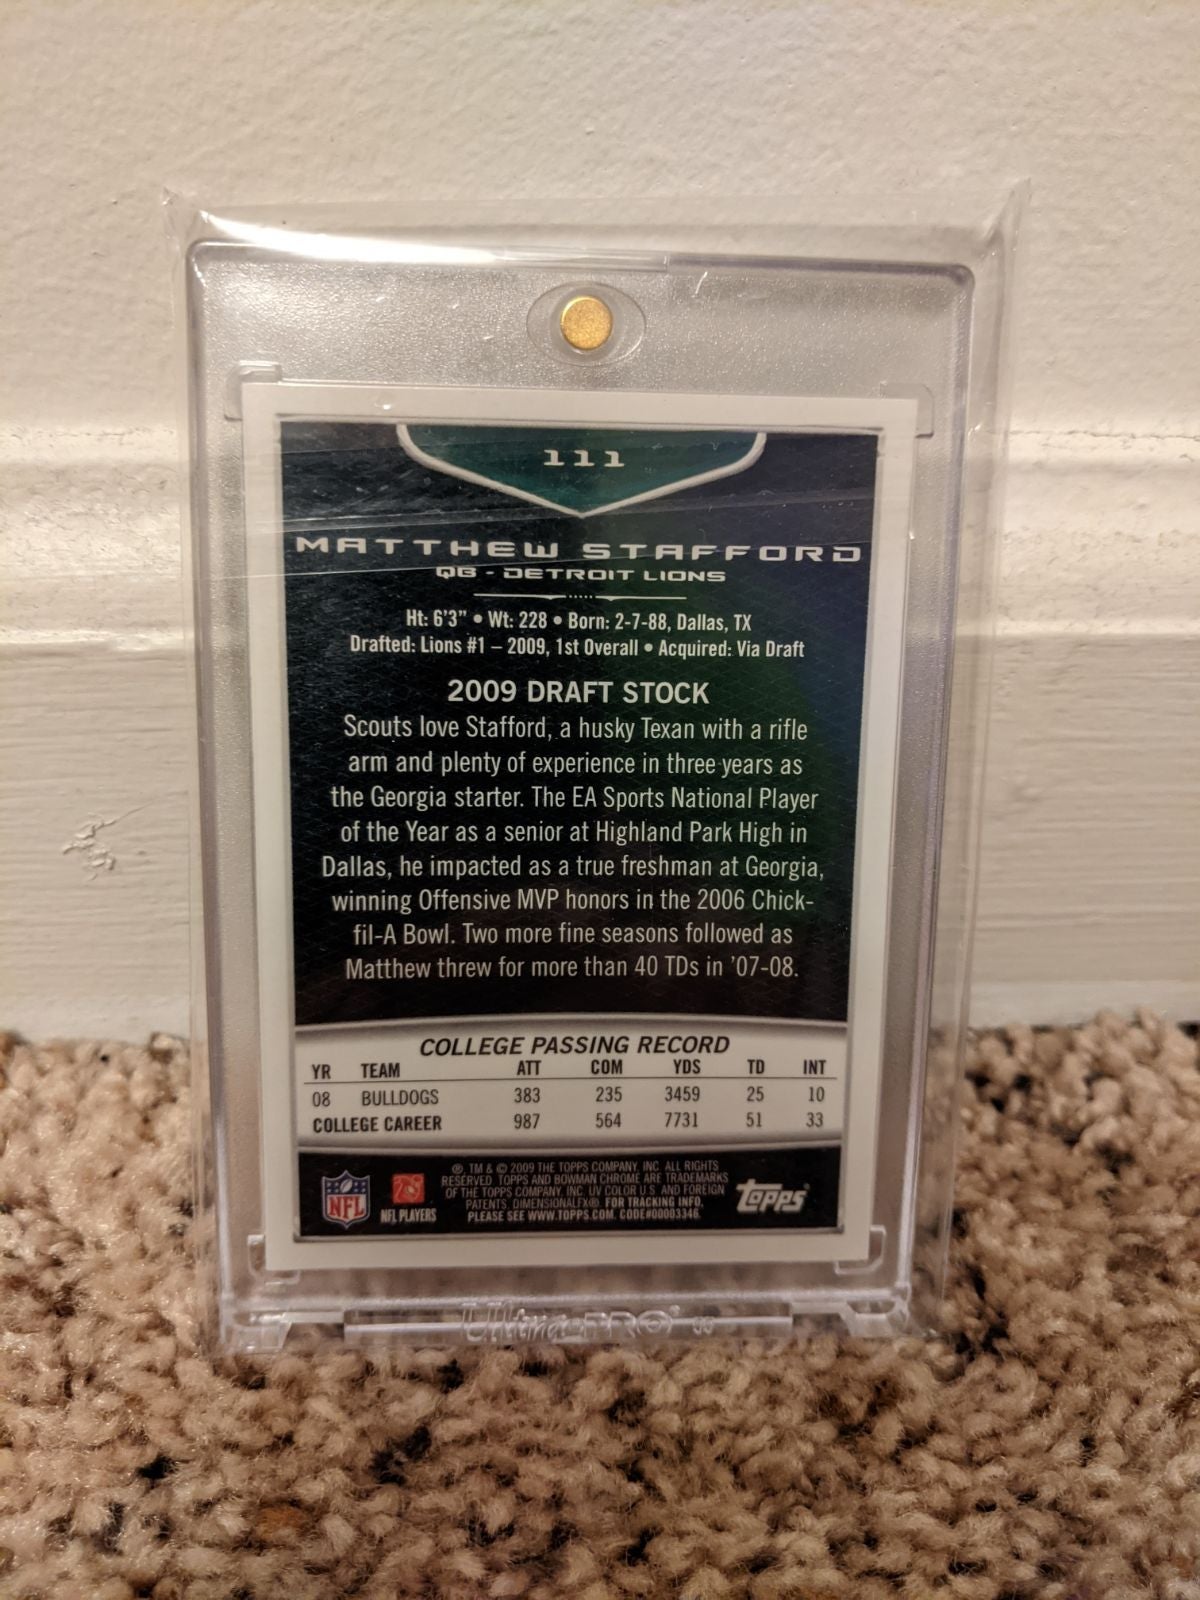 111
MATTHEW STAFFORD
QB - DETROIT LIONS
Ht: 6'3" • Wt: 228 • Born: 2-7-88, Dallas, TX
Drafted: Lions #1 – 2009, 1st Overall • Acquired: Via Draft
2009 DRAFT STOCK
Scouts love Stafford, a husky Texan with a rifle
arm and plenty of experience in three years as
the Georgia starter. The EA Sports National Player
of the Year as a senior at Highland Park High in
Dallas, he impacted as a true freshman at Georgia,
winning Offensive MVP honors in the 2006 Chick-
fil-A Bowl. Two more fine seasons followed as
Matthew threw for more than 40 TDs in '07-08.
COLLEGE PASSING RECORD
YR TEAM ATT COM YDS TD INT
08 BULLDOGS 383 235 3459 25 10
COLLEGE CAREER 987 564 7731 51 33
®, TM & © 2009 THE TOPPS COMPANY, INC. ALL RIGHTS
RESERVED. TOPPS AND BOWMAN CHROME ARE TRADEMARKS
OF THE TOPPS COMPANY, INC. UV COLOR U.S. AND FOREIGN
PATENTS. DIMENSIONALFX®. FOR TRACKING INFO,
PLEASE SEE WWW.TOPPS.COM. CODE#00003346
NFL
NFL PLAYERS
topps
Ultra•PRO